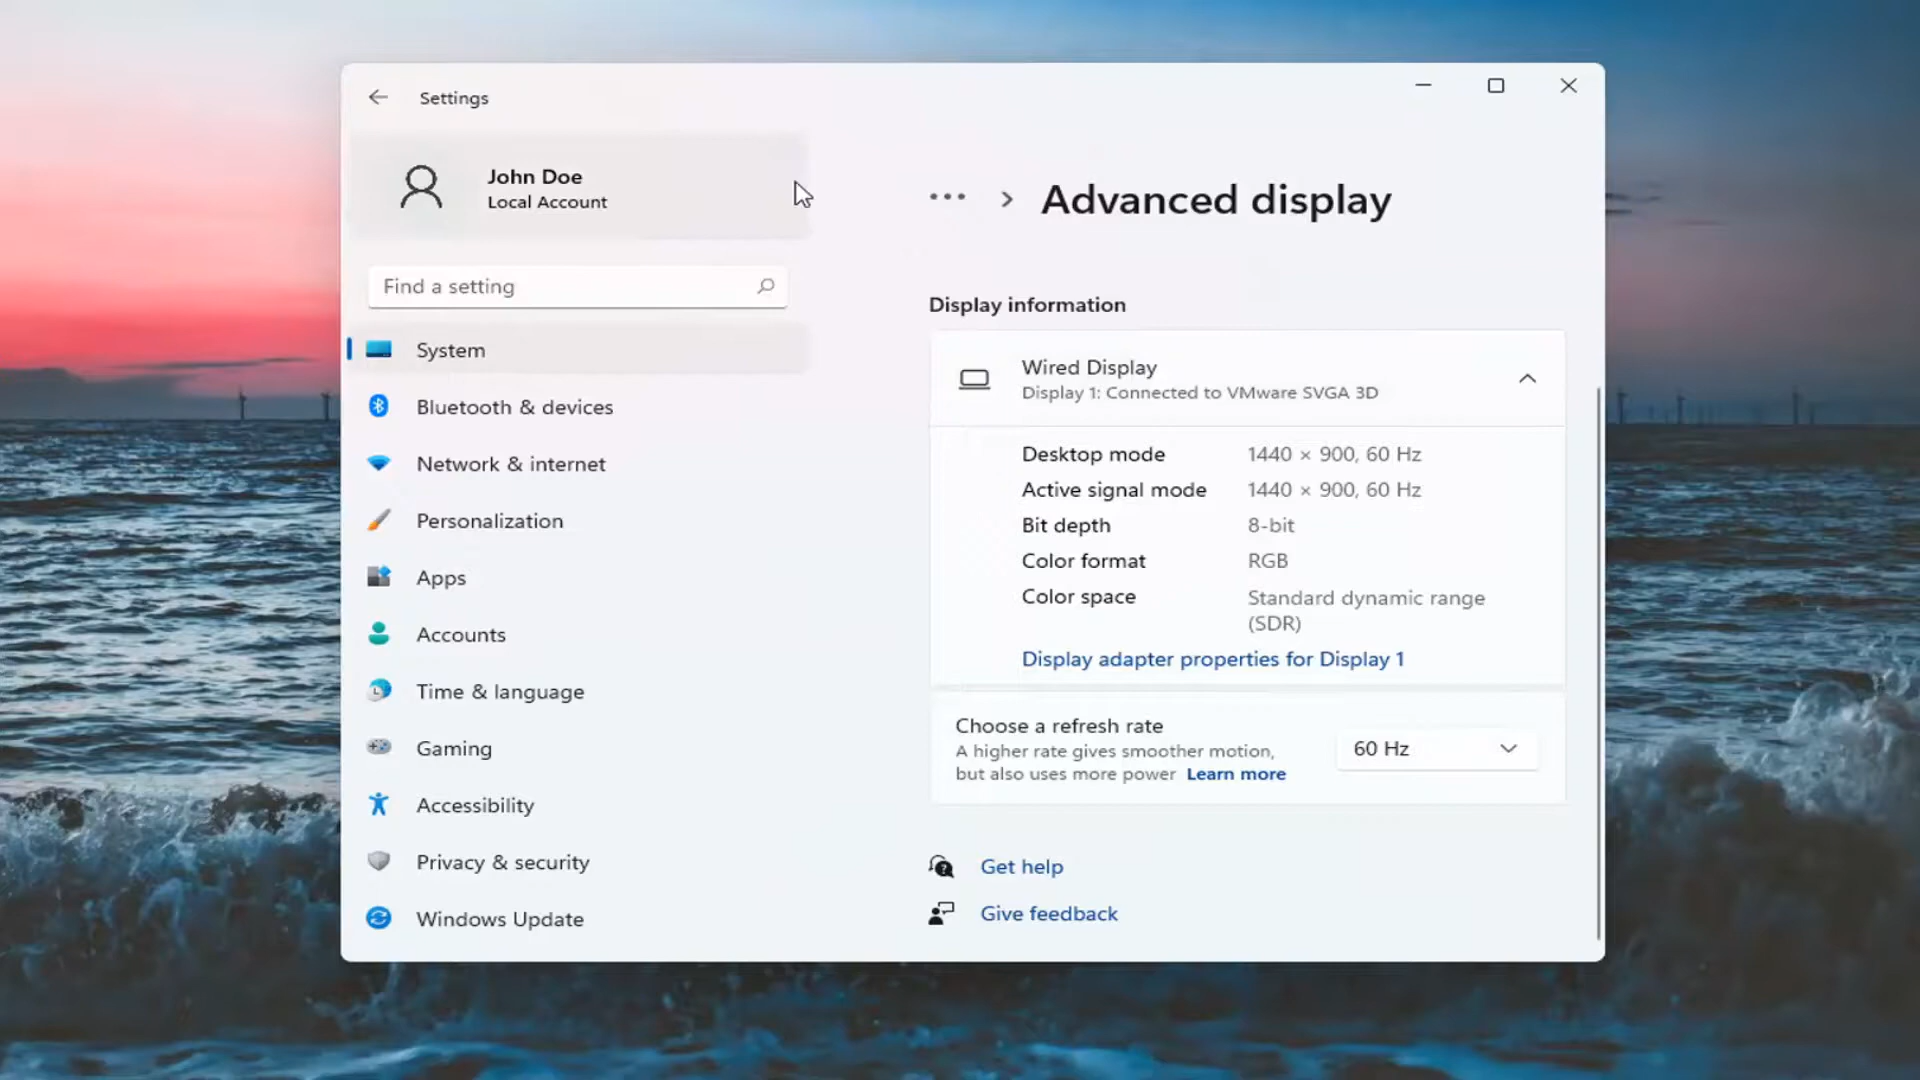 Settings
John Doe
Local Account
Find a setting
System
Bluetooth & devices
Network & internet
Personalization
Apps
Accounts
Time & language
Gaming
Accessibility
Privacy & security
Windows Update
••• > Advanced display
Display information
Wired Display
Display 1: Connected to VMware SVGA 3D
Desktop mode 1440 × 900, 60 Hz
Active signal mode 1440 × 900, 60 Hz
Bit depth 8-bit
Color format RGB
Color space Standard dynamic range
(SDR)
Display adapter properties for Display 1
Choose a refresh rate
A higher rate gives smoother motion,
but also uses more power Learn more
60 Hz
Get help
Give feedback